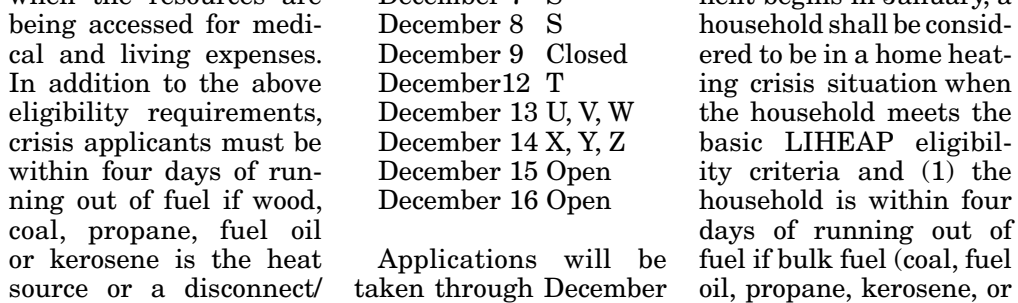 when the resources are
being accessed for medi-
cal and living expenses.
In addition to the above
eligibility requirements,
crisis applicants must be
within four days of run-
ning out of fuel if wood,
coal, propane, fuel oil
or kerosene is the heat
source or a disconnect/
December 7 S
December 8 S
December 9 Closed
December12 T
December 13 U, V, W
December 14 X, Y, Z
December 15 Open
December 16 Open
Applications will be
taken through December
nent begins in January, a
household shall be consid-
ered to be in a home heat-
ing crisis situation when
the household meets the
basic LIHEAP eligibil-
ity criteria and (1) the
household is within four
days of running out of
fuel if bulk fuel (coal, fuel
oil, propane, kerosene, or